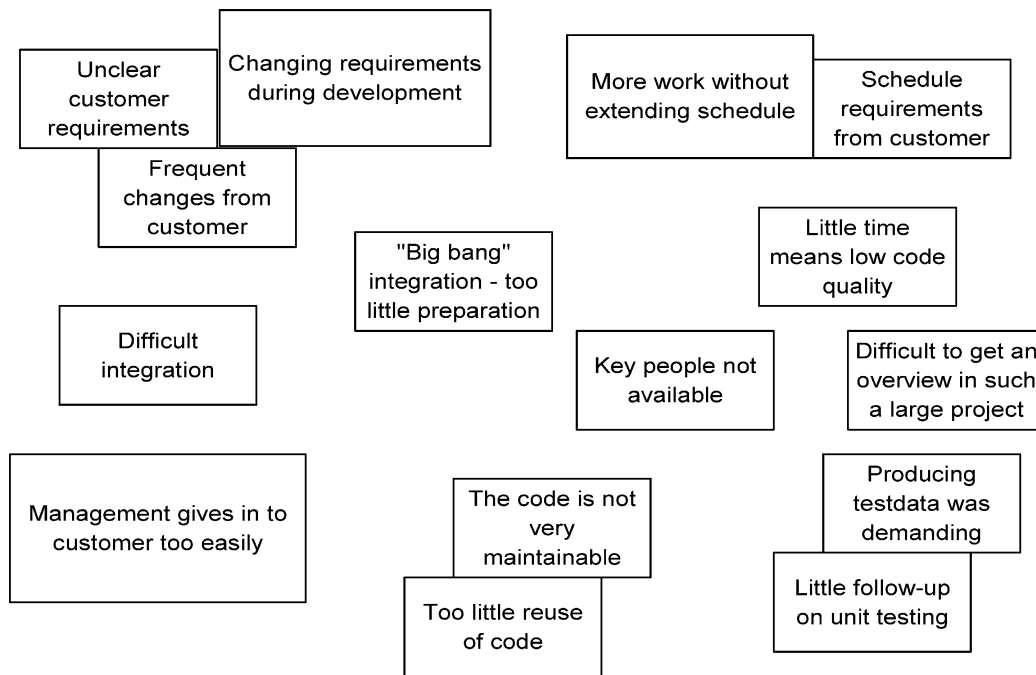 Unclear
customer
requirements
Changing requirements
during development
Frequent
changes from
customer
More work without
extending schedule
Schedule
requirements
from customer
"Big bang"
integration - too
little preparation
Little time
means low code
quality
Difficult
integration
Key people not
available
Difficult to get an
overview in such
a large project
Management gives in to
customer too easily
The code is not
very
maintainable
Too little reuse
of code
Producing
testdata was
demanding
Little follow-up
on unit testing